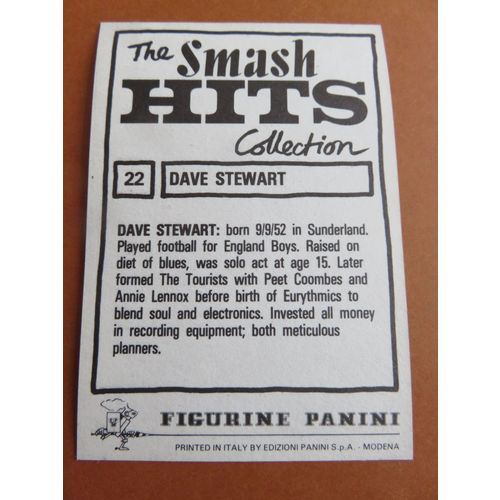 The Smash
HITS
Collection
22 DAVE STEWART
DAVE STEWART: born 9/9/52 in Sunderland.
Played football for England Boys. Raised on
diet of blues, was solo act at age 15. Later
formed The Tourists with Peet Coombes and
Annie Lennox before birth of Eurythmics to
blend soul and electronics. Invested all money
in recording equipment; both meticulous
planners.
FIGURINE PANINI
PRINTED IN ITALY BY EDIZIONI PANINI S.p.A. - MODENA